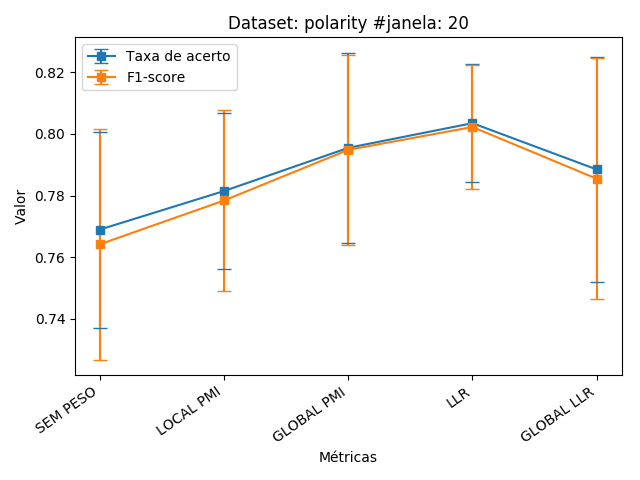 Dataset: polarity #janela: 20
Taxa de acerto
F1-score
0.82
0.80
0.78
0.76
0.74
Valor
SEM PESO
LOCAL PMI
GLOBAL PMI
LLR
GLOBAL LLR
Métricas